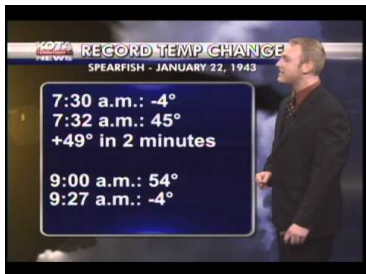 KOTA
TERRITORY
NEWS
RECORD TEMP CHANGE
SPEARFISH - JANUARY 22, 1943
7:30 a.m.: -4°
7:32 a.m.: 45°
+49° in 2 minutes
9:00 a.m.: 54°
9:27 a.m.: -4°